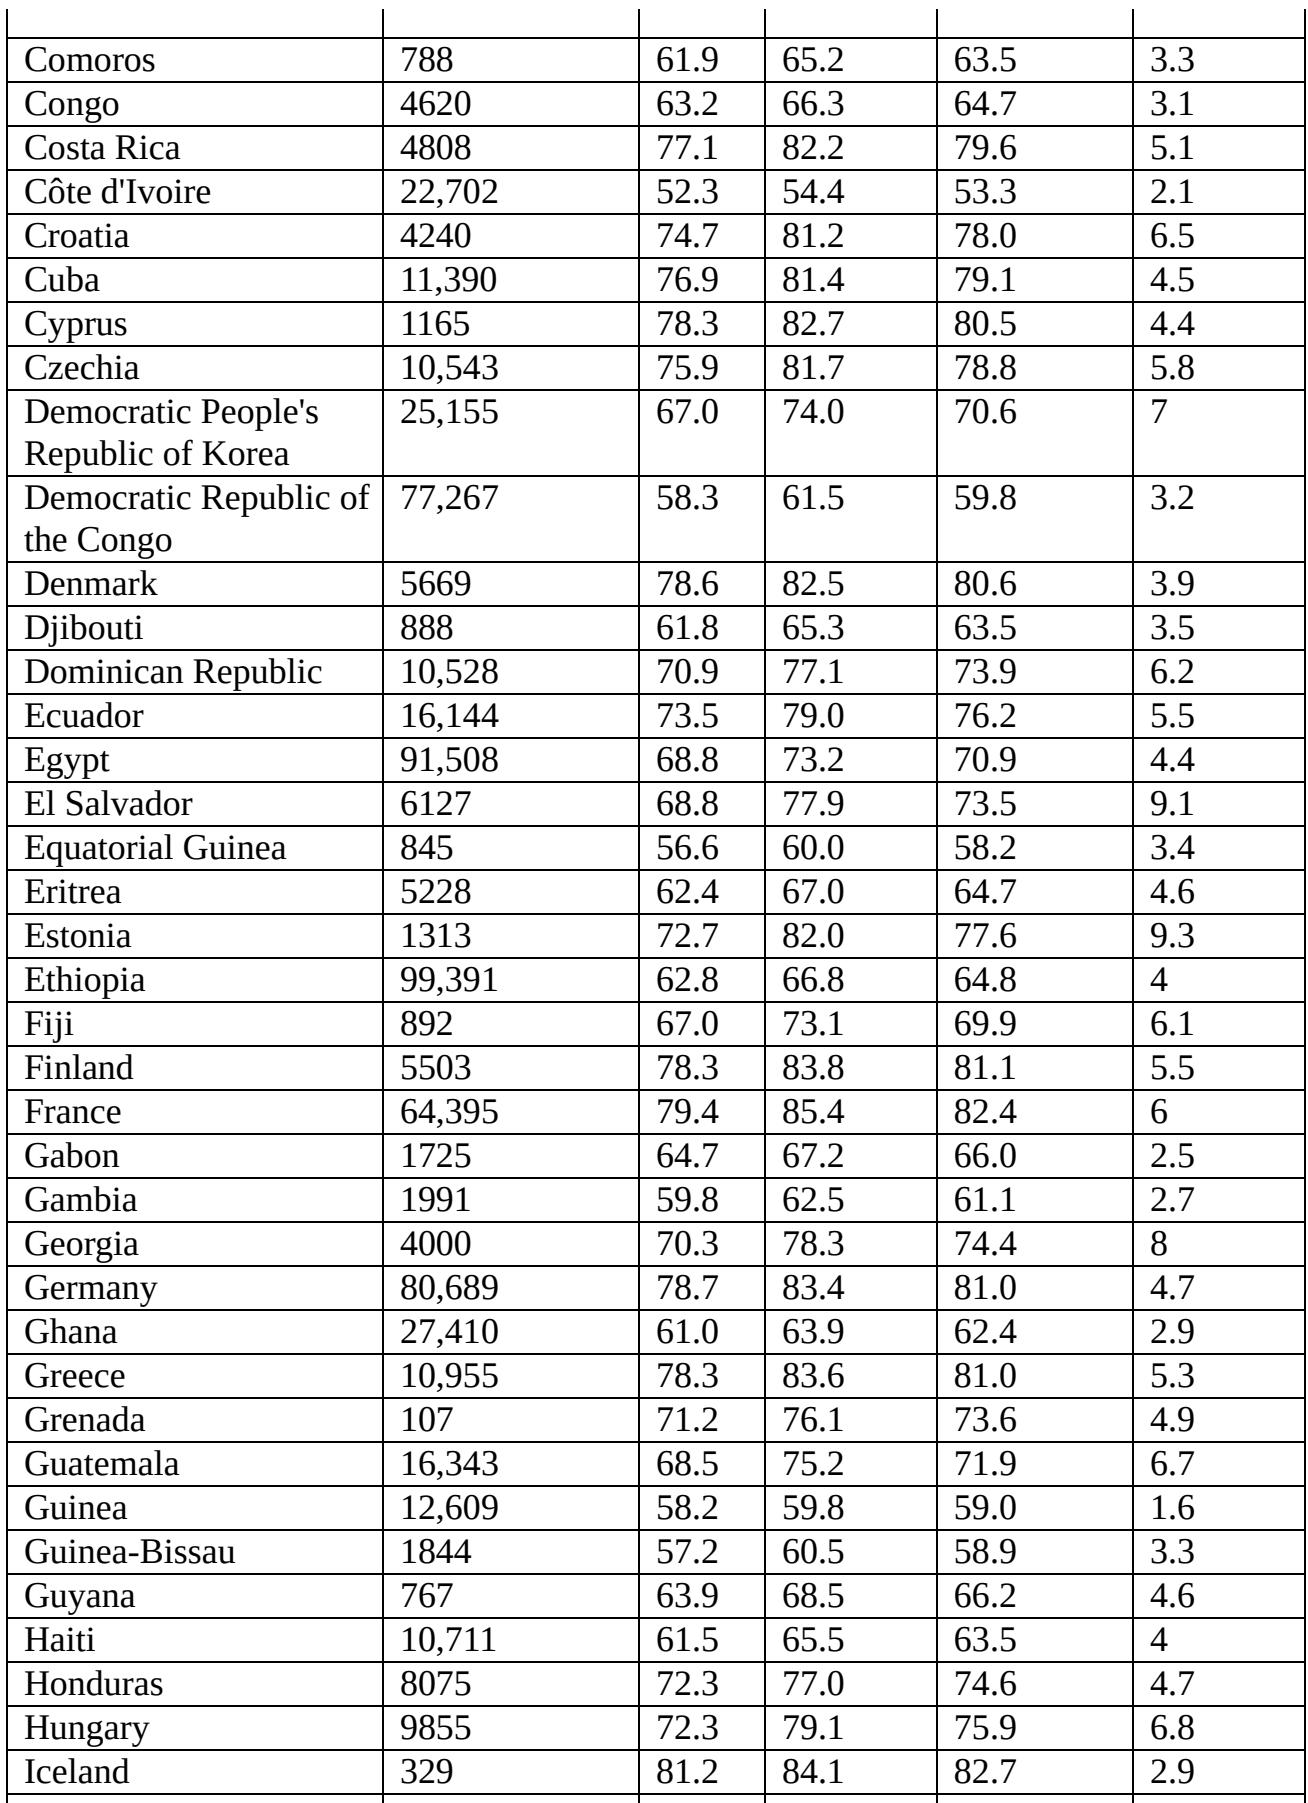 Comoros 788 61.9 65.2 63.5 3.3
Congo 4620 63.2 66.3 64.7 3.1
Costa Rica 4808 77.1 82.2 79.6 5.1
Côte d'Ivoire 22,702 52.3 54.4 53.3 2.1
Croatia 4240 74.7 81.2 78.0 6.5
Cuba 11,390 76.9 81.4 79.1 4.5
Cyprus 1165 78.3 82.7 80.5 4.4
Czechia 10,543 75.9 81.7 78.8 5.8
Democratic People's 25,155 67.0 74.0 70.6 7
Republic of Korea
Democratic Republic of 77,267 58.3 61.5 59.8 3.2
the Congo
Denmark 5669 78.6 82.5 80.6 3.9
Djibouti 888 61.8 65.3 63.5 3.5
Dominican Republic 10,528 70.9 77.1 73.9 6.2
Ecuador 16,144 73.5 79.0 76.2 5.5
Egypt 91,508 68.8 73.2 70.9 4.4
El Salvador 6127 68.8 77.9 73.5 9.1
Equatorial Guinea 845 56.6 60.0 58.2 3.4
Eritrea 5228 62.4 67.0 64.7 4.6
Estonia 1313 72.7 82.0 77.6 9.3
Ethiopia 99,391 62.8 66.8 64.8 4
Fiji 892 67.0 73.1 69.9 6.1
Finland 5503 78.3 83.8 81.1 5.5
France 64,395 79.4 85.4 82.4 6
Gabon 1725 64.7 67.2 66.0 2.5
Gambia 1991 59.8 62.5 61.1 2.7
Georgia 4000 70.3 78.3 74.4 8
Germany 80,689 78.7 83.4 81.0 4.7
Ghana 27,410 61.0 63.9 62.4 2.9
Greece 10,955 78.3 83.6 81.0 5.3
Grenada 107 71.2 76.1 73.6 4.9
Guatemala 16,343 68.5 75.2 71.9 6.7
Guinea 12,609 58.2 59.8 59.0 1.6
Guinea-Bissau 1844 57.2 60.5 58.9 3.3
Guyana 767 63.9 68.5 66.2 4.6
Haiti 10,711 61.5 65.5 63.5 4
Honduras 8075 72.3 77.0 74.6 4.7
Hungary 9855 72.3 79.1 75.9 6.8
Iceland 329 81.2 84.1 82.7 2.9